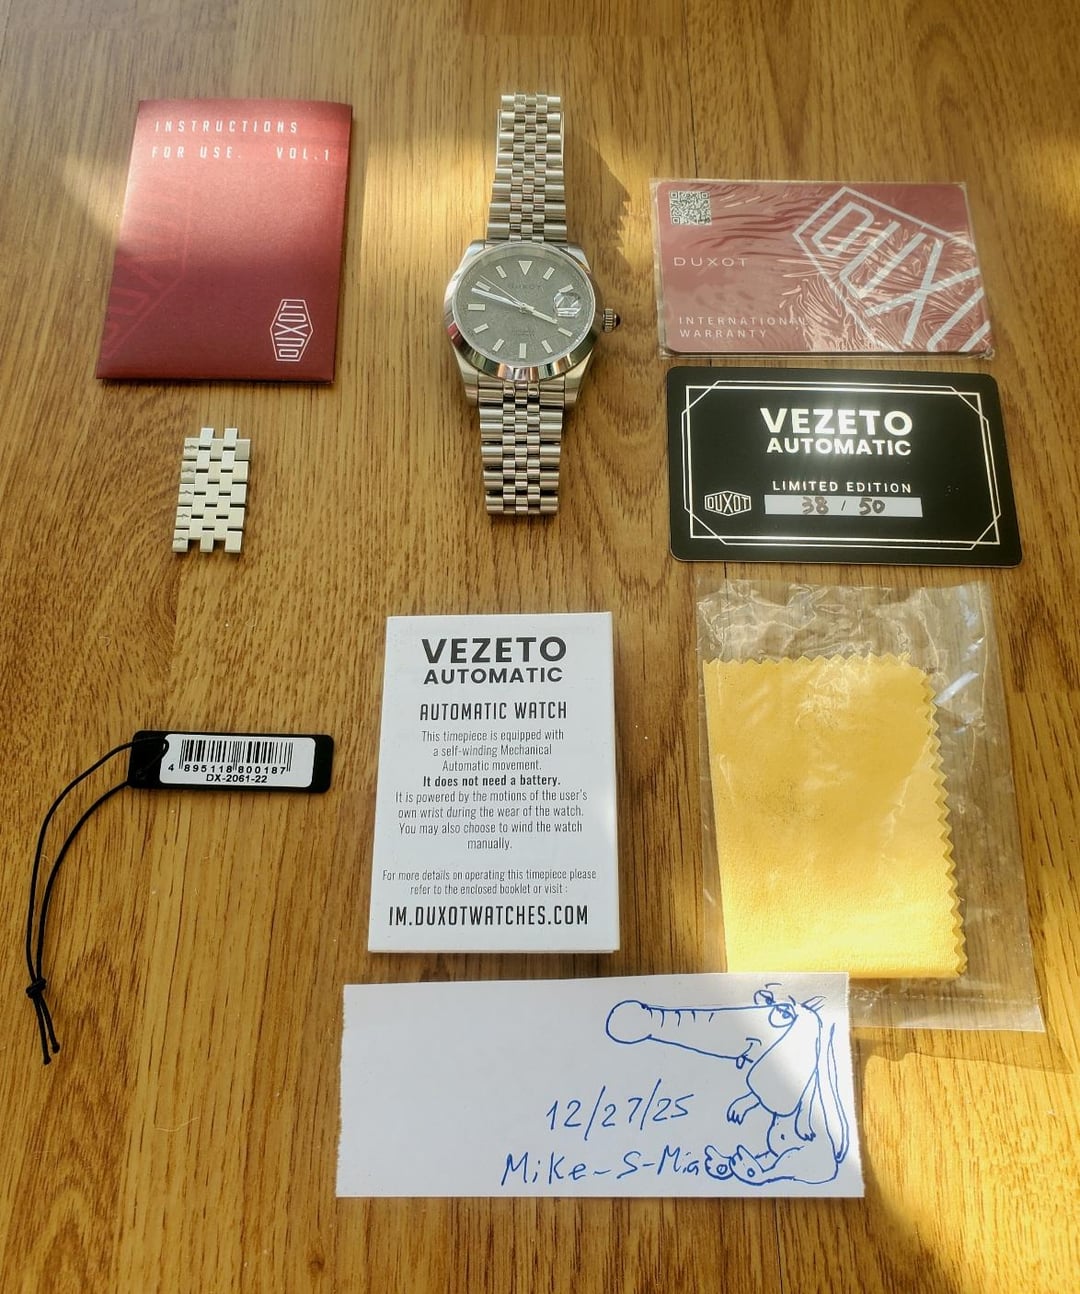 INSTRUCTIONS
FOR USE. VOL.1
DUXOT
DUXOT
DUXOT
DUXOT
INTERNATIONAL
WARRANTY
VEZETO
AUTOMATIC
LIMITED EDITION
DUXOT
38 / 50
VEZETO
AUTOMATIC
AUTOMATIC WATCH
This timepiece is equipped with
a self-winding Mechanical
Automatic movement.
It does not need a battery.
It is powered by the motions of the user's
own wrist during the wear of the watch.
You may also choose to wind the watch
manually.
For more details on operating this timepiece please
refer to the enclosed booklet or visit :
IM.DUXOTWATCHES.COM
4 895118 800187
DX-2061-22
12/27/25
Mike-S-Mia